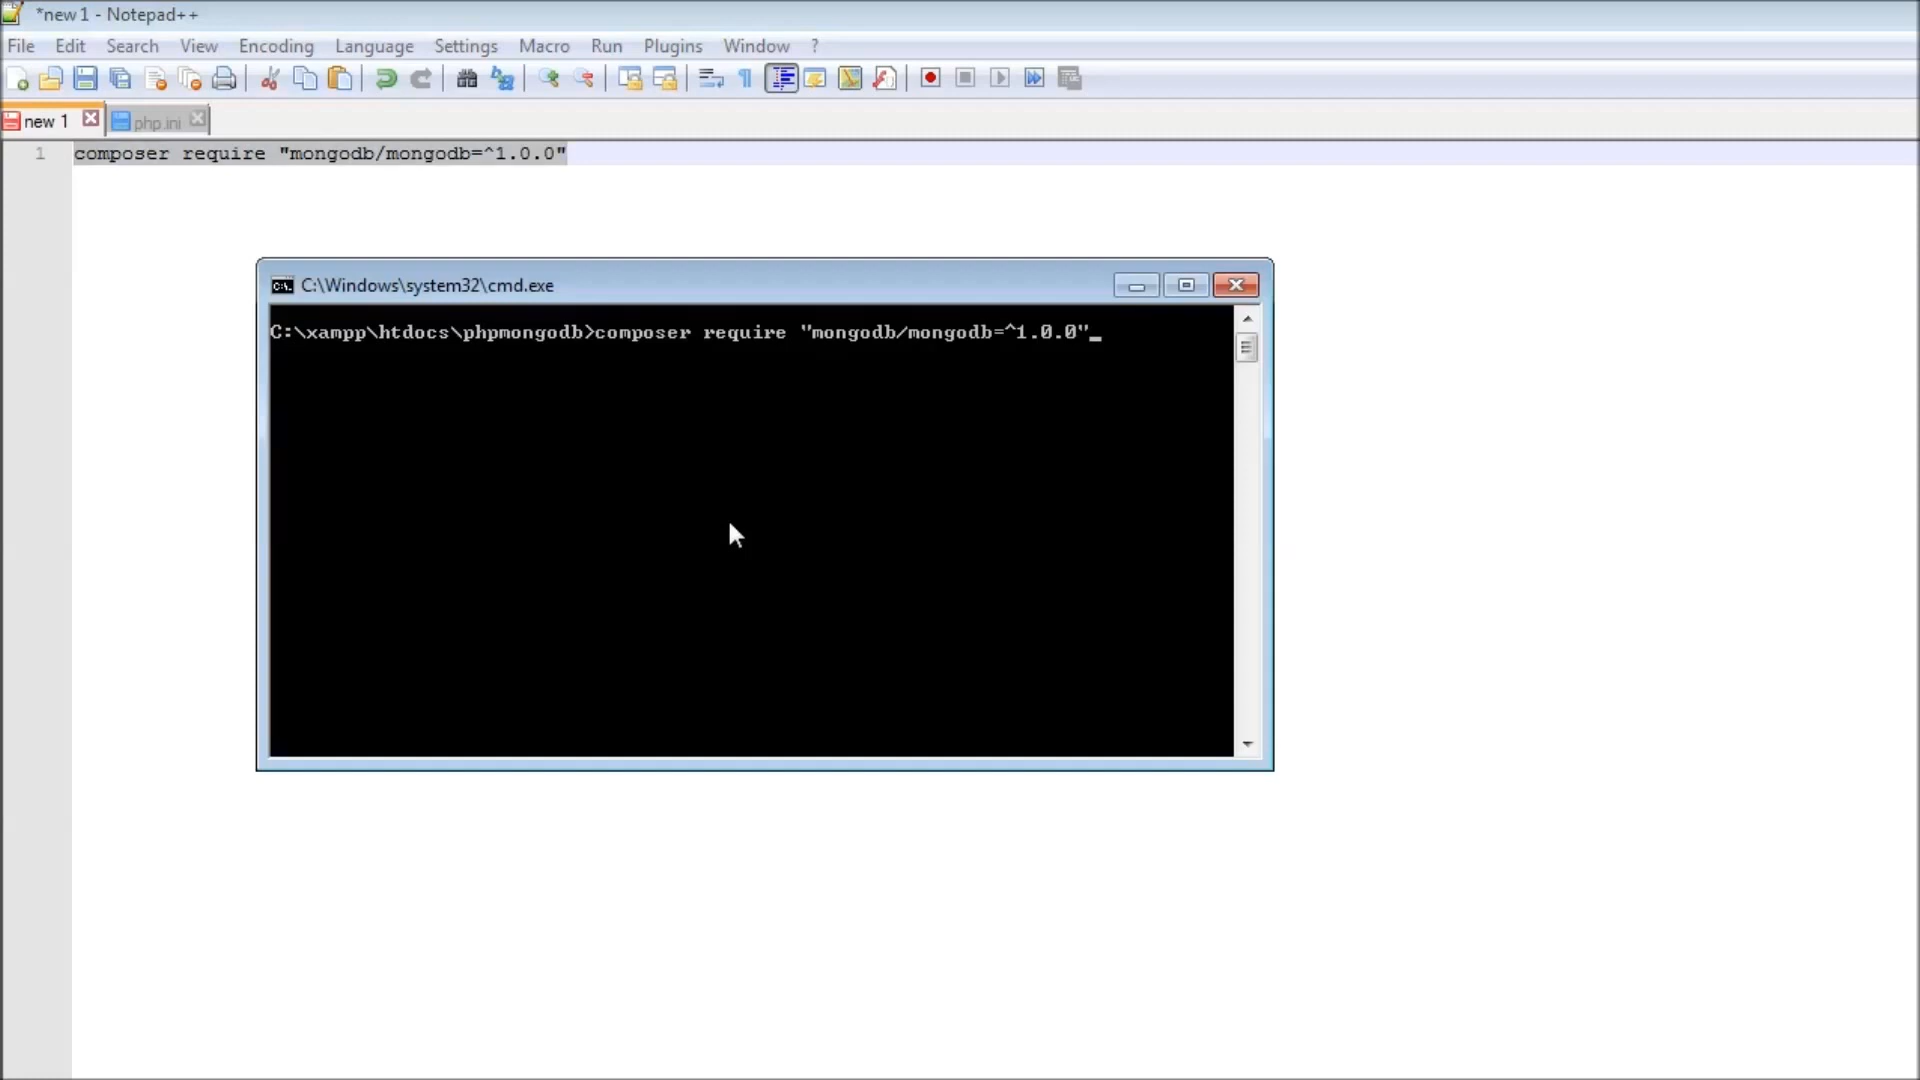 *new 1 - Notepad++
File Edit Search View Encoding Language Settings Macro Run Plugins Window ?
new 1 php.ini
1 composer require "mongodb/mongodb=^1.0.0"
C:\Windows\system32\cmd.exe
C:\xampp\htdocs\phpmongodb>composer require "mongodb/mongodb=^1.0.0"_